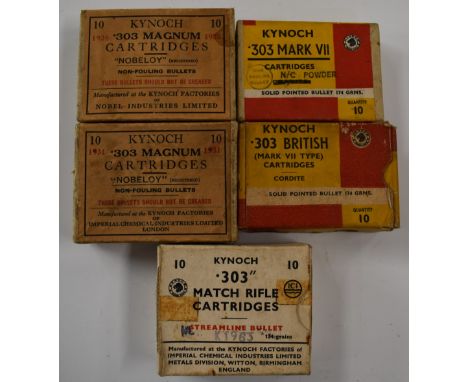 10 KYNOCH 10
1926 ·303 MAGNUM
CARTRIDGES
"NOBELOY" (REGISTERED)
NON-FOULING BULLETS
THESE BULLETS SHOULD NOT BE GREASED
Manufactured at the KYNOCH FACTORIES of
NOBEL INDUSTRIES LIMITED
KYNOCH
·303 MARK VII
CARTRIDGES
N/C POWDER
SOLID POINTED BULLET 174 GRNS.
QUANTITY
10
10 KYNOCH 10
1931 ·303 MAGNUM 1931
CARTRIDGES
"NOBELOY" (REGISTERED)
NON-FOULING BULLETS
THESE BULLETS SHOULD NOT BE GREASED
Manufactured at the KYNOCH FACTORIES
OF
IMPERIAL CHEMICAL INDUSTRIES LIMITED
LONDON
KYNOCH
·303 BRITISH
(MARK VII TYPE)
CARTRIDGES
CORDITE
SOLID POINTED BULLET 174 GRNS.
QUANTITY
10
10 KYNOCH 10
·303"
MATCH RIFLE
CARTRIDGES
ICI
STREAMLINE BULLET
Manufactured at the KYNOCH FACTORIES of
IMPERIAL CHEMICAL INDUSTRIES LIMITED
METALS DIVISION, WITTON, BIRMINGHAM
ENGLAND